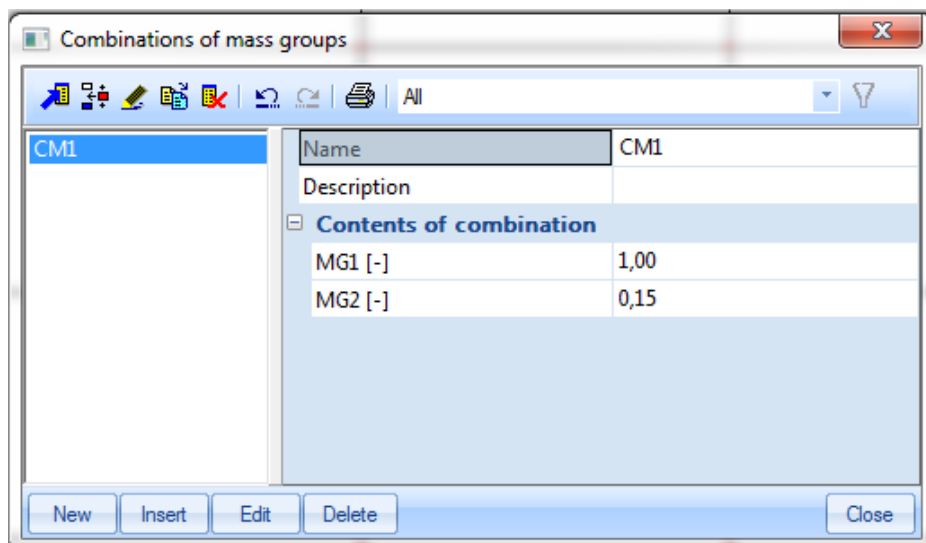 Combinations of mass groups
All
CM1
Name CM1
Description
Contents of combination
MG1 [-] 1,00
MG2 [-] 0,15
New Insert Edit Delete Close